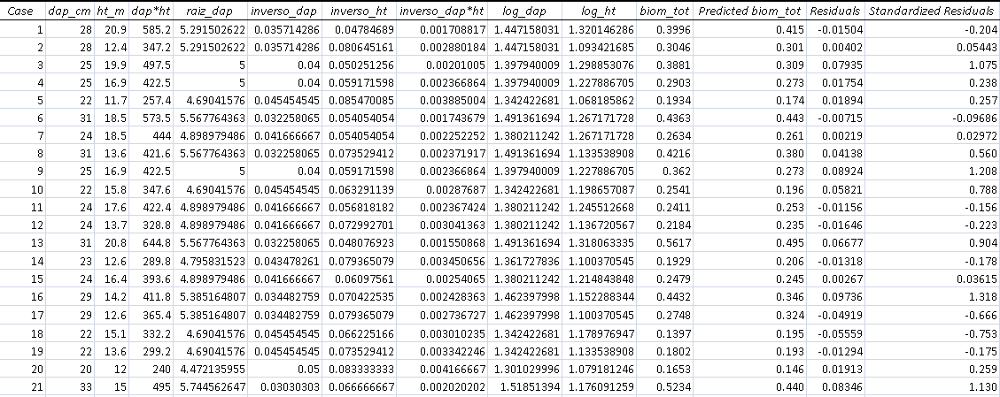 Case dap_cm ht_m dap*ht raiz_dap inverso_dap inverso_ht inverso_dap*ht log_dap log_ht biom_tot Predicted biom_tot Residuals Standardized Residuals
1 28 20.9 585.2 5.291502622 0.035714286 0.04784689 0.001708817 1.447158031 1.320146286 0.3996 0.415 -0.01504 -0.204
2 28 12.4 347.2 5.291502622 0.035714286 0.080645161 0.002880184 1.447158031 1.093421685 0.3046 0.301 0.00402 0.05443
3 25 19.9 497.5 5 0.04 0.050251256 0.00201005 1.397940009 1.298853076 0.3881 0.309 0.07935 1.075
4 25 16.9 422.5 5 0.04 0.059171598 0.002366864 1.397940009 1.227886705 0.2903 0.273 0.01754 0.238
5 22 11.7 257.4 4.69041576 0.045454545 0.085470085 0.003885004 1.342422681 1.068185862 0.1934 0.174 0.01894 0.257
6 31 18.5 573.5 5.567764363 0.032258065 0.054054054 0.001743679 1.491361694 1.267171728 0.4363 0.443 -0.00715 -0.09686
7 24 18.5 444 4.898979486 0.041666667 0.054054054 0.002252252 1.380211242 1.267171728 0.2634 0.261 0.00219 0.02972
8 31 13.6 421.6 5.567764363 0.032258065 0.073529412 0.002371917 1.491361694 1.133538908 0.4216 0.380 0.04138 0.560
9 25 16.9 422.5 5 0.04 0.059171598 0.002366864 1.397940009 1.227886705 0.362 0.273 0.08924 1.208
10 22 15.8 347.6 4.69041576 0.045454545 0.063291139 0.00287687 1.342422681 1.198657087 0.2541 0.196 0.05821 0.788
11 24 17.6 422.4 4.898979486 0.041666667 0.056818182 0.002367424 1.380211242 1.245512668 0.2411 0.253 -0.01156 -0.156
12 24 13.7 328.8 4.898979486 0.041666667 0.072992701 0.003041363 1.380211242 1.136720567 0.2184 0.235 -0.01646 -0.223
13 31 20.8 644.8 5.567764363 0.032258065 0.048076923 0.001550868 1.491361694 1.318063335 0.5617 0.495 0.06677 0.904
14 23 12.6 289.8 4.795831523 0.043478261 0.079365079 0.003450656 1.361727836 1.100370545 0.1929 0.206 -0.01318 -0.178
15 24 16.4 393.6 4.898979486 0.041666667 0.06097561 0.00254065 1.380211242 1.214843848 0.2479 0.245 0.00267 0.03615
16 29 14.2 411.8 5.385164807 0.034482759 0.070422535 0.002428363 1.462397998 1.152288344 0.4432 0.346 0.09736 1.318
17 29 12.6 365.4 5.385164807 0.034482759 0.079365079 0.002736727 1.462397998 1.100370545 0.2748 0.324 -0.04919 -0.666
18 22 15.1 332.2 4.69041576 0.045454545 0.066225166 0.003010235 1.342422681 1.178976947 0.1397 0.195 -0.05559 -0.753
19 22 13.6 299.2 4.69041576 0.045454545 0.073529412 0.003342246 1.342422681 1.133538908 0.1802 0.193 -0.01294 -0.175
20 20 12 240 4.472135955 0.05 0.083333333 0.004166667 1.301029996 1.079181246 0.1653 0.146 0.01913 0.259
21 33 15 495 5.744562647 0.03030303 0.066666667 0.002020202 1.51851394 1.176091259 0.5234 0.440 0.08346 1.130